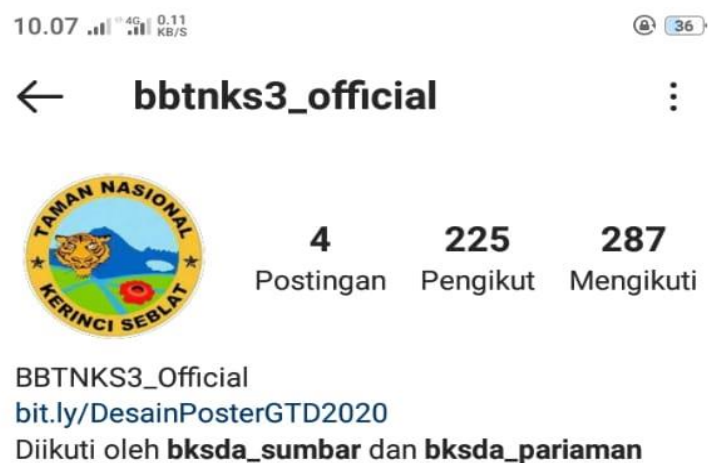 10.07 4G 0.11 KB/S 36
bbtnks3_official
TAMAN NASIONAL
KERINCI SEBLAT
4 225 287
Postingan Pengikut Mengikuti
BBTNKS3_Official
bit.ly/DesainPosterGTD2020
Diikuti oleh bksda_sumbar dan bksda_pariaman